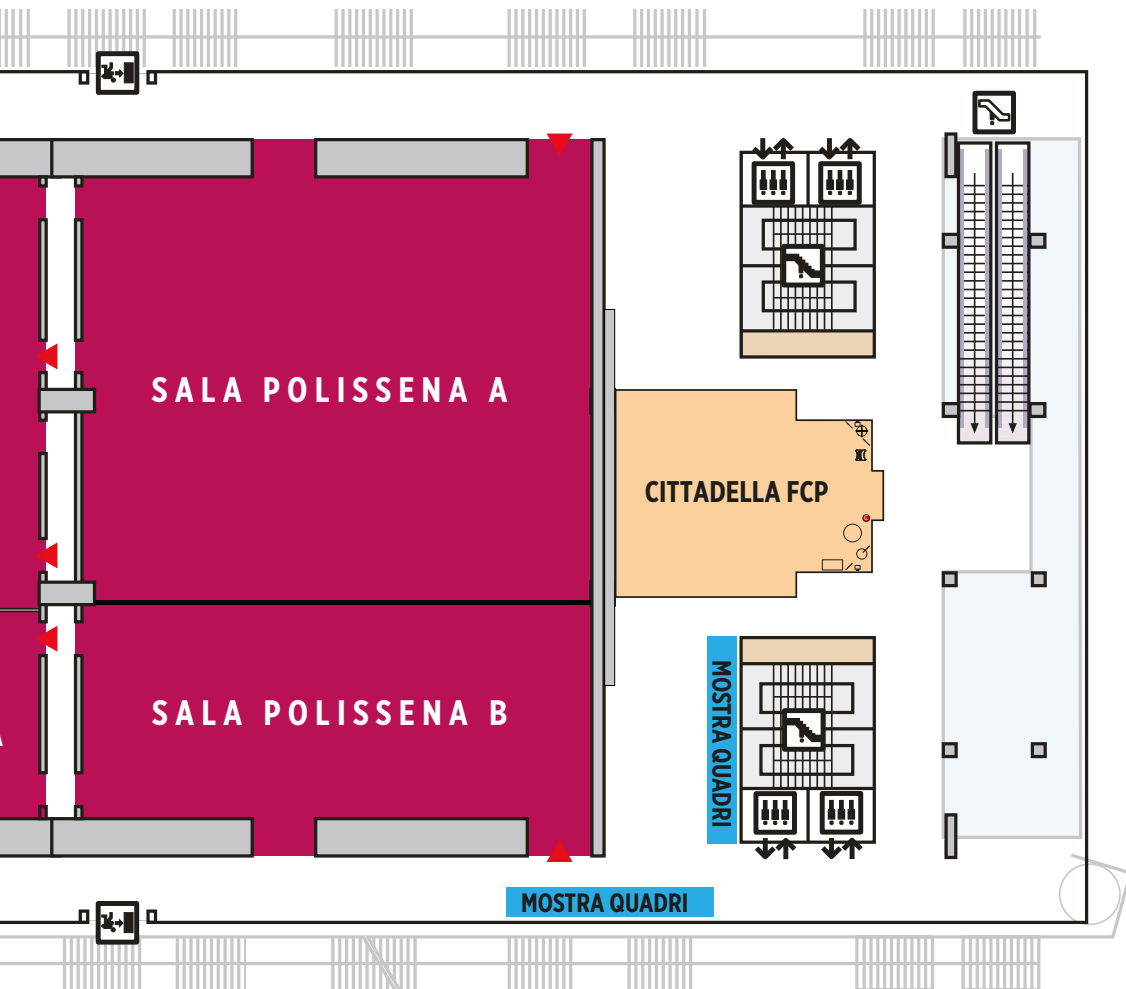 SALA POLISSENA A
CITTADELLA FCP
SALA POLISSENA B
MOSTRA QUADRI
MOSTRA QUADRI